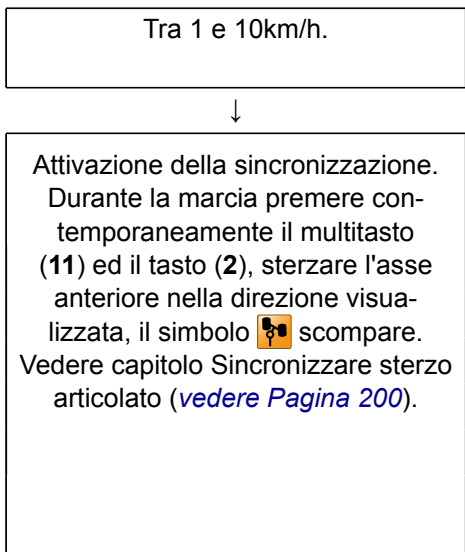 Tra 1 e 10km/h.
↓
Attivazione della sincronizzazione.
Durante la marcia premere con-
temporaneamente il multitasto
(11) ed il tasto (2), sterzare l'asse
anteriore nella direzione visua-
lizzata, il simbolo scompare.
Vedere capitolo Sincronizzare sterzo
articolato (vedere Pagina 200).